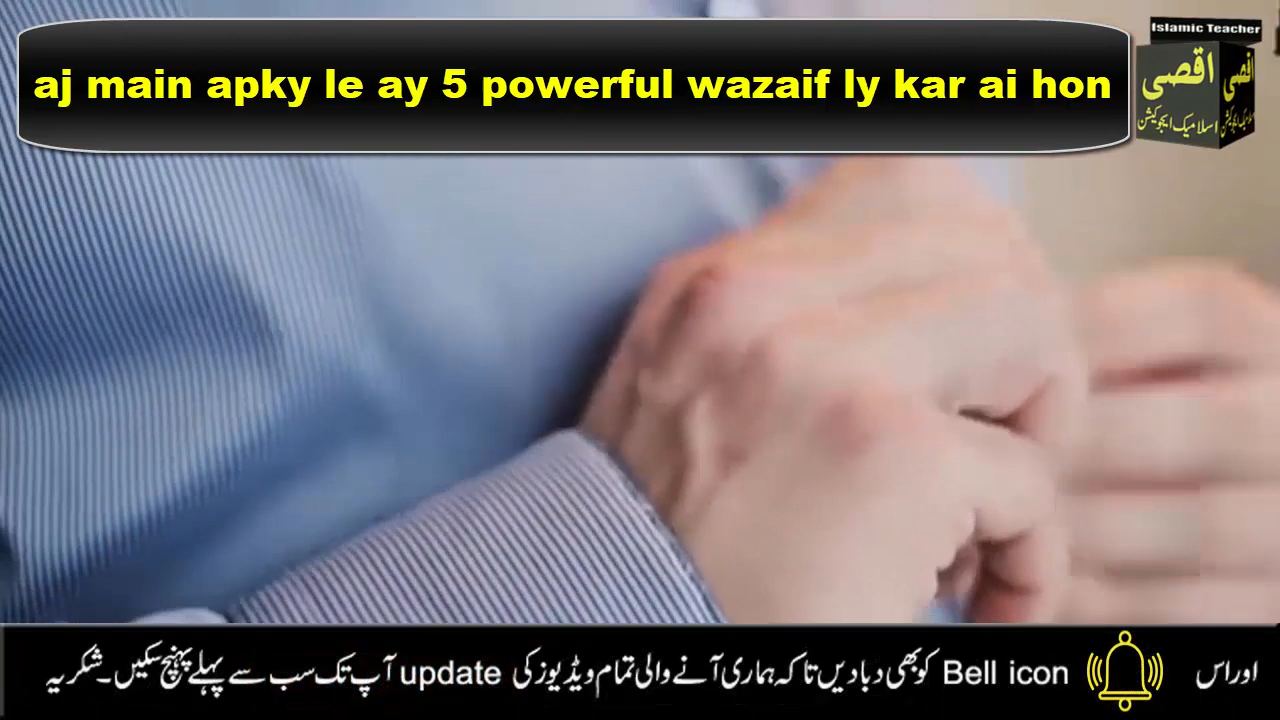 aj main apky le ay 5 powerful wazaif ly kar ai hon
Islamic Teacher
اقصی اقصی
اسلامیک ایجوکیشن
اور اس Bell icon کو بھی دبا دیں تاکہ ہماری آنے والی تمام ویڈیوز کی update آپ تک سب سے پہلے پہنچ سکیں۔ شکریہ